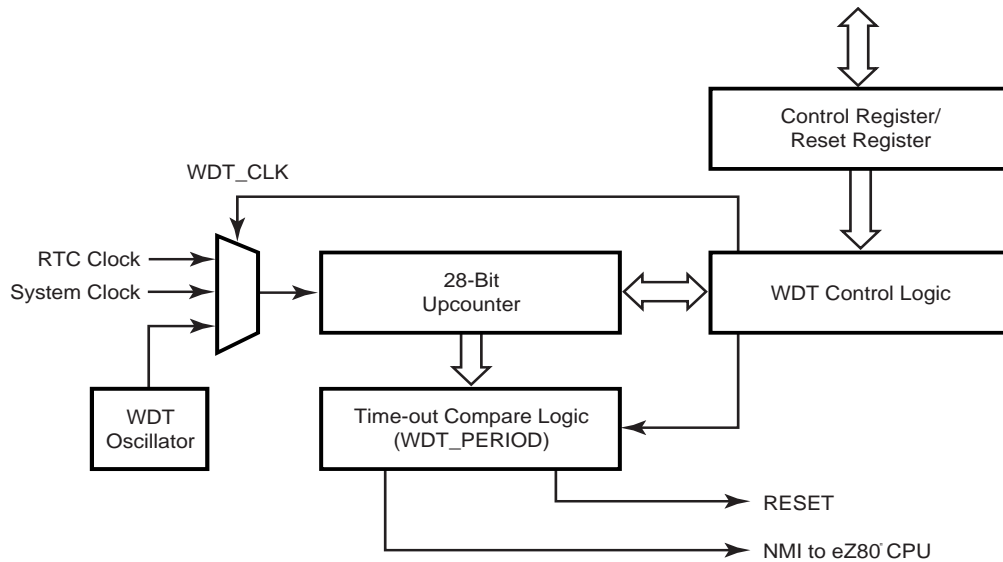 Control Register/
Reset Register
WDT_CLK
RTC Clock
System Clock
28-Bit
Upcounter
WDT Control Logic
WDT
Oscillator
Time-out Compare Logic
(WDT_PERIOD)
RESET
NMI to eZ80 CPU